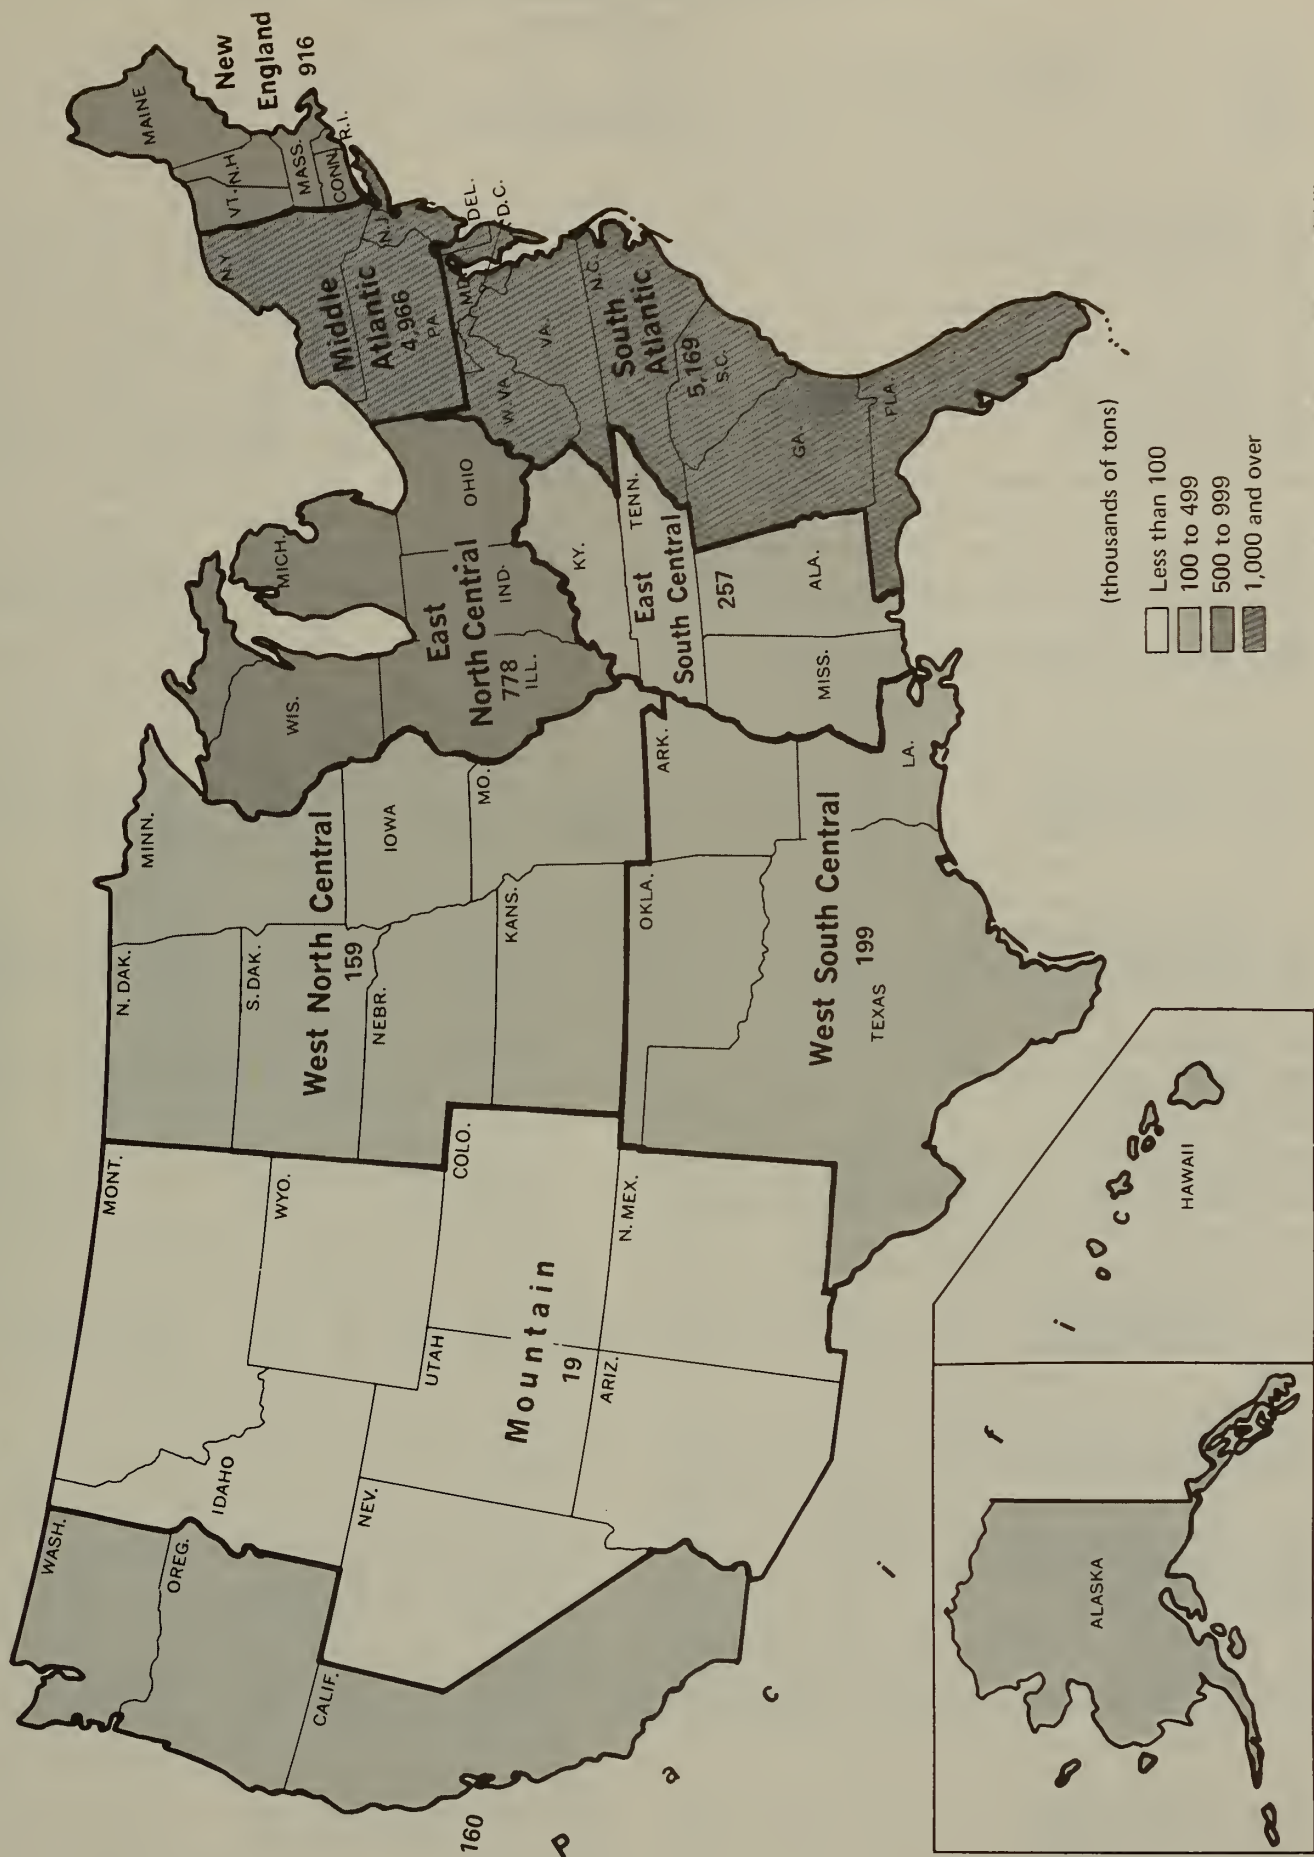 WASH.
OREG.
CALIF.
IDAHO
NEV.
MONT.
WYO.
UTAH
COLO.
ARIZ.
N. MEX.
Mountain
19
160
P
a
c
i
f
i
c
N. DAK.
S. DAK.
NEBR.
KANS.
MINN.
IOWA
MO.
West North Central
159
OKLA.
ARK.
TEXAS
LA.
West South Central
199
WIS.
MICH.
ILL.
IND.
OHIO
East
North Central
778
KY.
TENN.
MISS.
ALA.
East
South Central
257
N.Y.
PA.
N.J.
Middle
Atlantic
4,966
MAINE
VT.
N.H
MASS.
CONN.
R.I.
New
England
916
DEL.
D.C.
MD.
W. VA.
VA.
N.C.
S.C.
GA.
FLA.
South
Atlantic
5,169
ALASKA
HAWAII
(thousands of tons)
Less than 100
100 to 499
500 to 999
1,000 and over